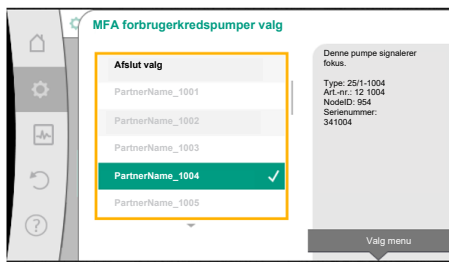 MFA forbrugerkredspumper valg
Afslut valg
PartnerName_1001
PartnerName_1002
PartnerName_1003
PartnerName_1004
PartnerName_1005
Denne pumpe signalerer
fokus.
Type: 25/1-1004
Art.-nr.: 12 1004
NodeID: 954
Serienummer:
341004
Valg menu
?